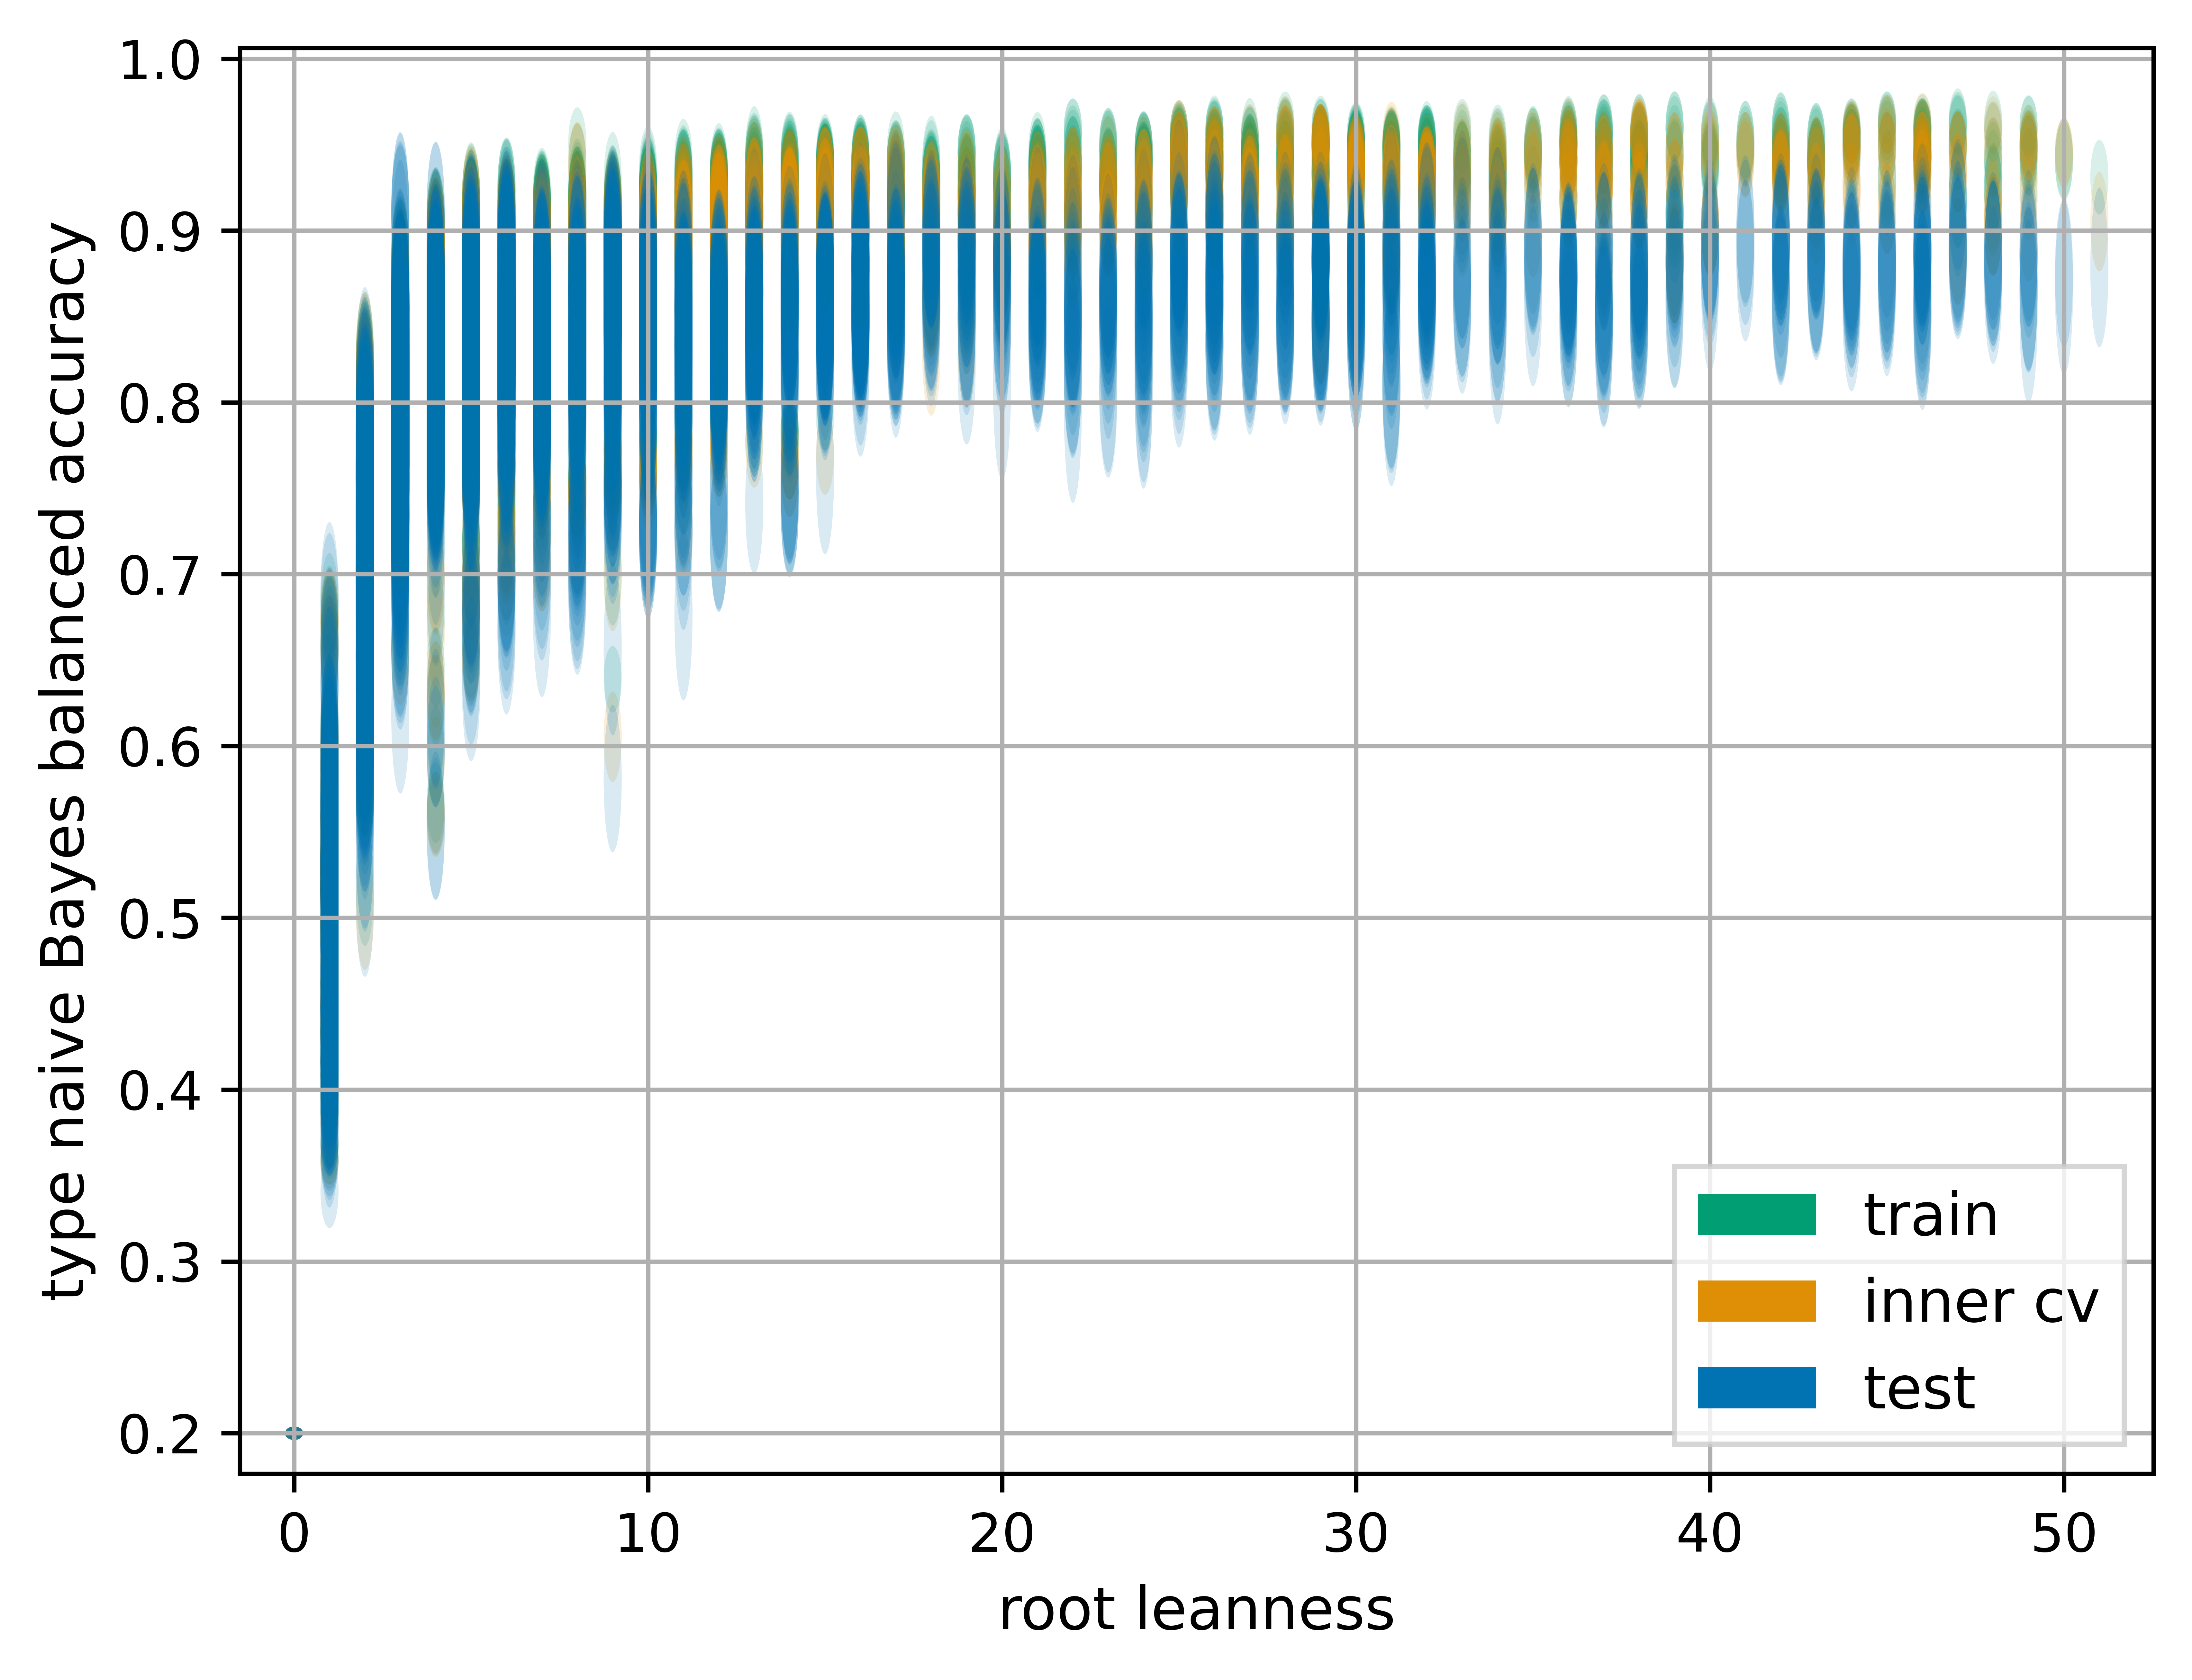 type naive Bayes balanced accuracy
1.0
0.9
0.8
0.7
0.6
0.5
0.4
0.3
0.2
0 10 20 30 40 50
root leanness
train
inner cv
test